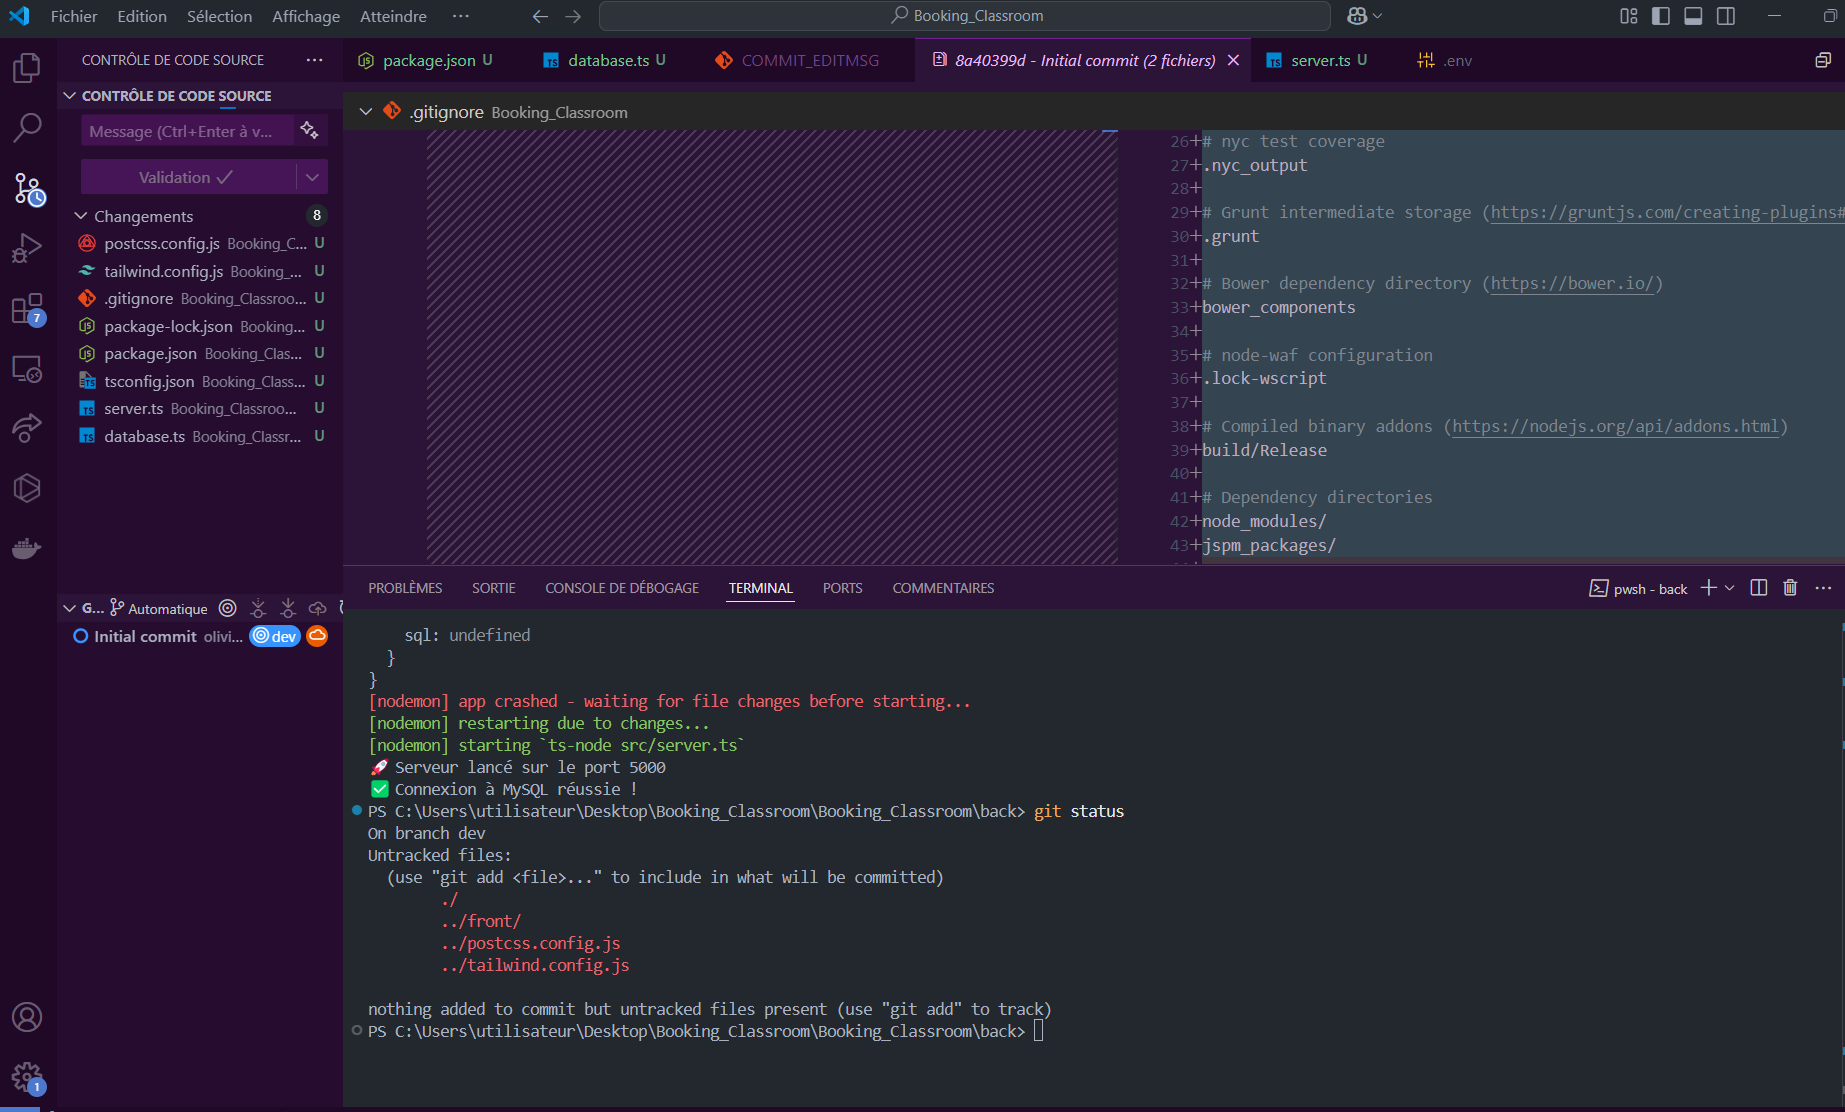 Fichier Edition Sélection Affichage Atteindre ··· Booking_Classroom
CONTRÔLE DE CODE SOURCE ···
package.json U
database.ts U
COMMIT_EDITMSG
8a40399d - Initial commit (2 fichiers)
server.ts U
.env
CONTRÔLE DE CODE SOURCE
Message (Ctrl+Enter à v...
Validation
Changements 8
postcss.config.js Booking_C... U
tailwind.config.js Booking_... U
.gitignore Booking_Classroo... U
package-lock.json Booking... U
package.json Booking_Clas... U
tsconfig.json Booking_Class... U
server.ts Booking_Classroo... U
database.ts Booking_Classr... U
7
G... Automatique
Initial commit olivi... dev
1
.gitignore Booking_Classroom
26+# nyc test coverage
27+.nyc_output
28+
29+# Grunt intermediate storage (https://gruntjs.com/creating-plugins#
30+.grunt
31+
32+# Bower dependency directory (https://bower.io/)
33+bower_components
34+
35+# node-waf configuration
36+.lock-wscript
37+
38+# Compiled binary addons (https://nodejs.org/api/addons.html)
39+build/Release
40+
41+# Dependency directories
42+node_modules/
43+jspm_packages/
PROBLÈMES SORTIE CONSOLE DE DÉBOGAGE TERMINAL PORTS COMMENTAIRES pwsh - back ···
sql: undefined
}
}
[nodemon] app crashed - waiting for file changes before starting...
[nodemon] restarting due to changes...
[nodemon] starting `ts-node src/server.ts`
🚀 Serveur lancé sur le port 5000
✅ Connexion à MySQL réussie !
PS C:\Users\utilisateur\Desktop\Booking_Classroom\Booking_Classroom\back> git status
On branch dev
Untracked files:
(use "git add <file>..." to include in what will be committed)
./
../front/
../postcss.config.js
../tailwind.config.js
nothing added to commit but untracked files present (use "git add" to track)
PS C:\Users\utilisateur\Desktop\Booking_Classroom\Booking_Classroom\back>